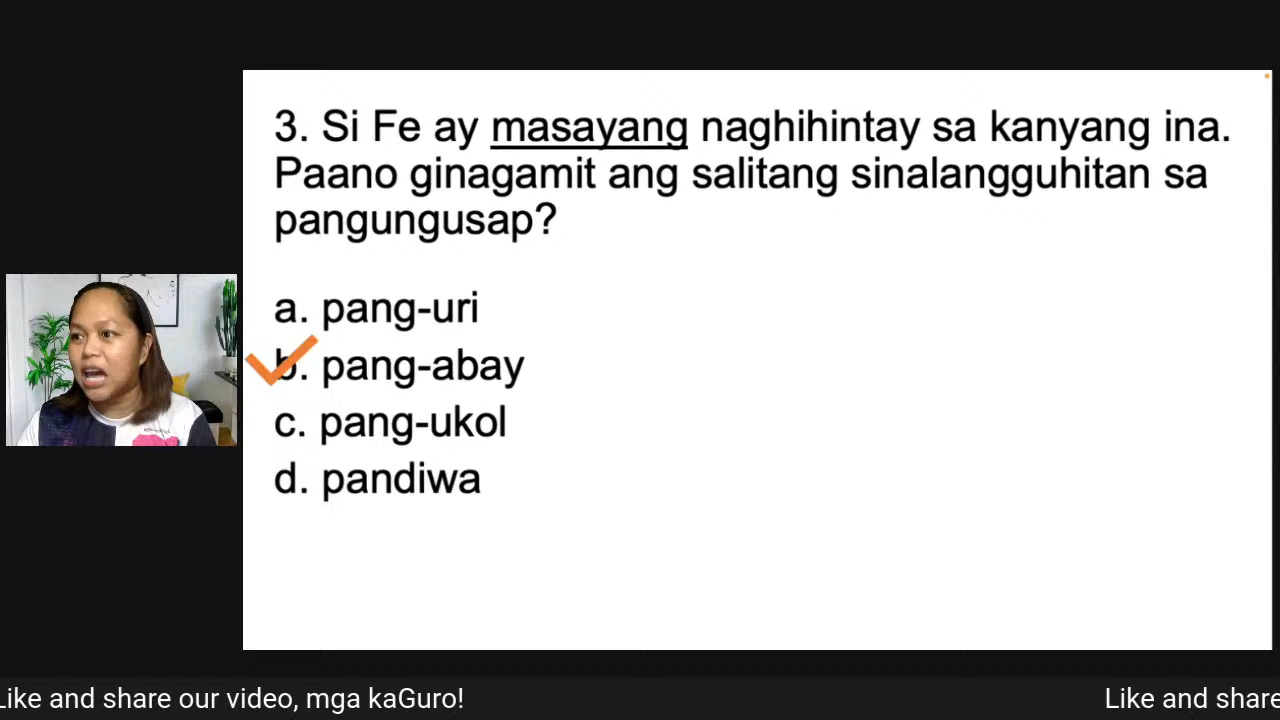 3. Si Fe ay masayang naghihintay sa kanyang ina.
Paano ginagamit ang salitang sinalangguhitan sa
pangungusap?
a. pang-uri
b. pang-abay
c. pang-ukol
d. pandiwa
Like and share our video, mga kaGuro!
Like and share